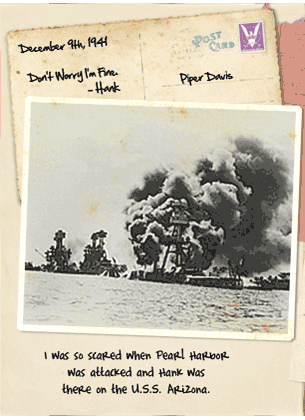 December 9th, 1941
POST CARD
Don't Worry I'm Fine.
- Hank
Piper Davis
I was so scared when Pearl Harbor
was attacked and Hank was
there on the U.S.S. Arizona.